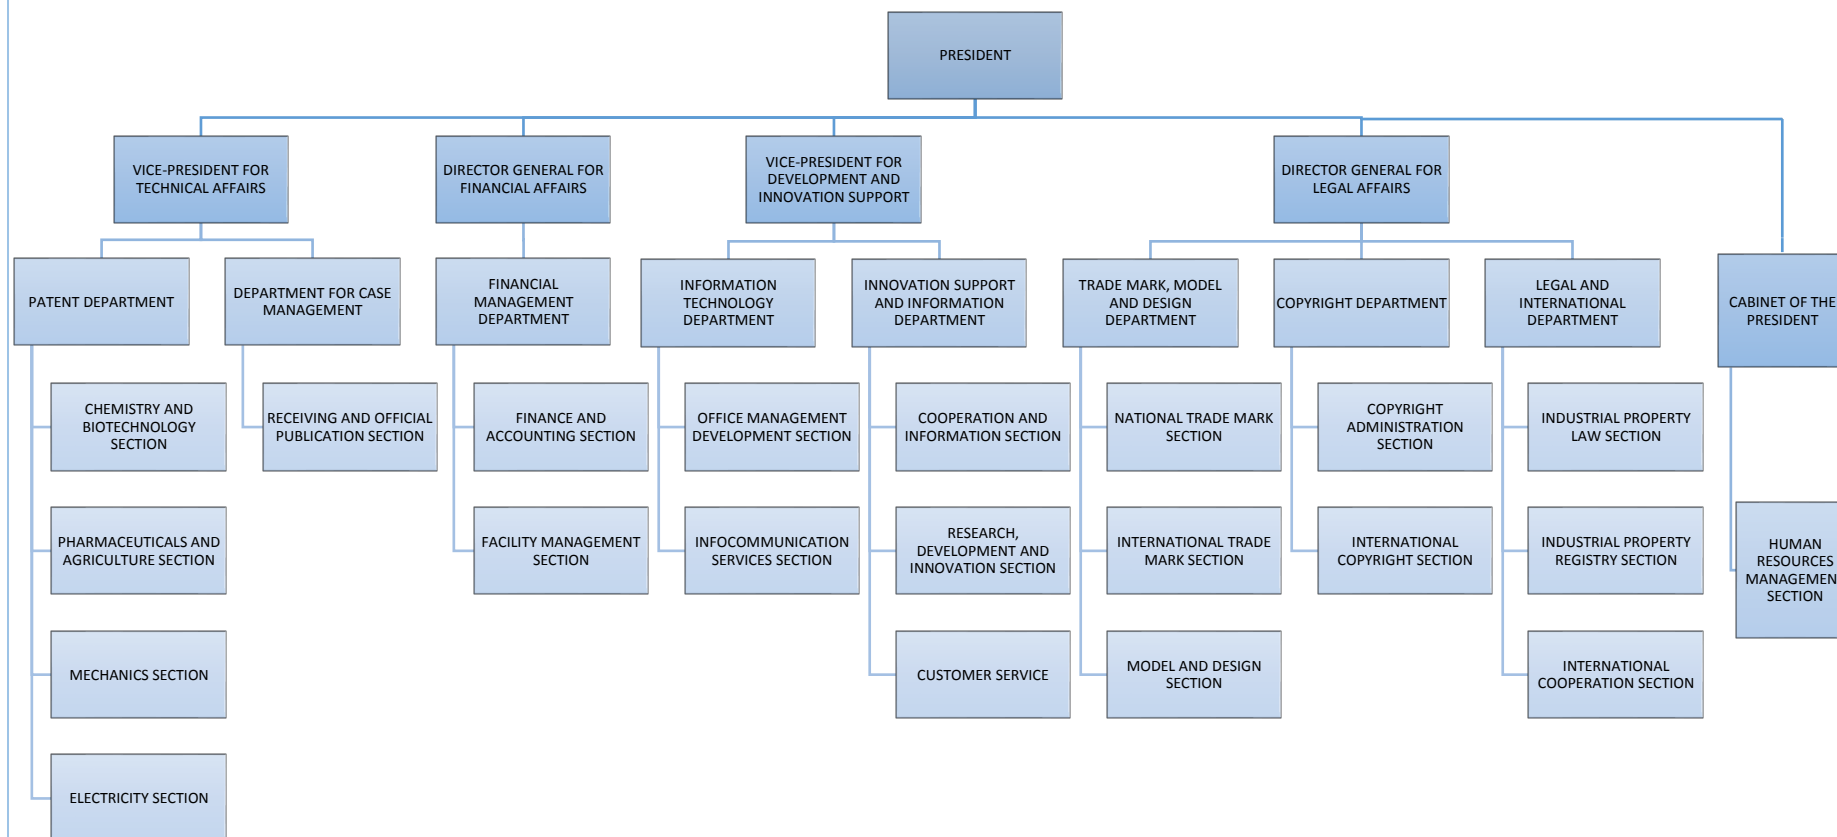 PRESIDENT
VICE-PRESIDENT FOR
TECHNICAL AFFAIRS
DIRECTOR GENERAL FOR
FINANCIAL AFFAIRS
VICE-PRESIDENT FOR
DEVELOPMENT AND
INNOVATION SUPPORT
DIRECTOR GENERAL FOR
LEGAL AFFAIRS
PATENT DEPARTMENT
DEPARTMENT FOR CASE
MANAGEMENT
FINANCIAL
MANAGEMENT
DEPARTMENT
INFORMATION
TECHNOLOGY
DEPARTMENT
INNOVATION SUPPORT
AND INFORMATION
DEPARTMENT
TRADE MARK, MODEL
AND DESIGN
DEPARTMENT
COPYRIGHT DEPARTMENT
LEGAL AND
INTERNATIONAL
DEPARTMENT
CABINET OF THE
PRESIDENT
CHEMISTRY AND
BIOTECHNOLOGY
SECTION
RECEIVING AND OFFICIAL
PUBLICATION SECTION
FINANCE AND
ACCOUNTING SECTION
OFFICE MANAGEMENT
DEVELOPMENT SECTION
COOPERATION AND
INFORMATION SECTION
NATIONAL TRADE MARK
SECTION
COPYRIGHT
ADMINISTRATION
SECTION
INDUSTRIAL PROPERTY
LAW SECTION
PHARMACEUTICALS AND
AGRICULTURE SECTION
FACILITY MANAGEMENT
SECTION
INFOCOMMUNICATION
SERVICES SECTION
RESEARCH,
DEVELOPMENT AND
INNOVATION SECTION
INTERNATIONAL TRADE
MARK SECTION
INTERNATIONAL
COPYRIGHT SECTION
INDUSTRIAL PROPERTY
REGISTRY SECTION
HUMAN
RESOURCES
MANAGEMENT
SECTION
MECHANICS SECTION
CUSTOMER SERVICE
MODEL AND DESIGN
SECTION
INTERNATIONAL
COOPERATION SECTION
ELECTRICITY SECTION